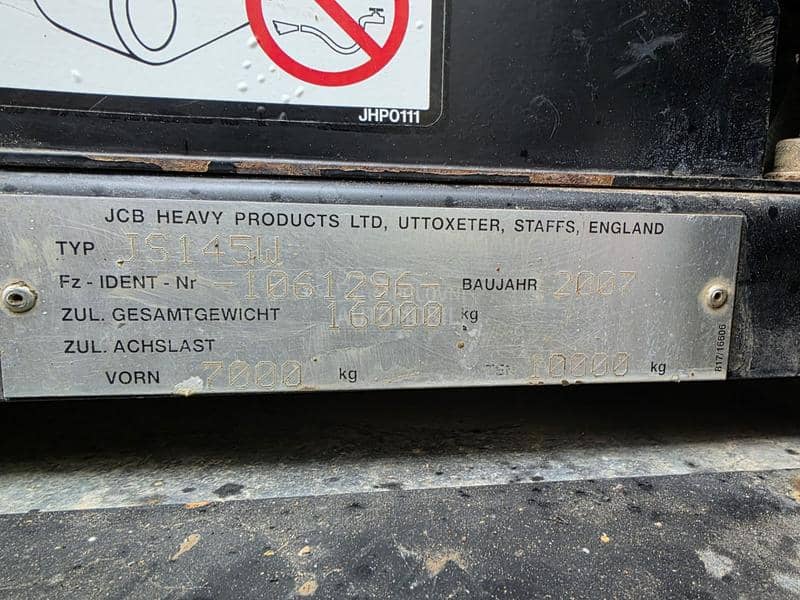 JHP0111
JCB HEAVY PRODUCTS LTD, UTTOXETER, STAFFS, ENGLAND
TYP JS145W
Fz - IDENT - Nr -1061296- BAUJAHR 2007
ZUL. GESAMTGEWICHT 16000 kg
ZUL. ACHSLAST
VORN 7000 kg 10000 kg
817/16606